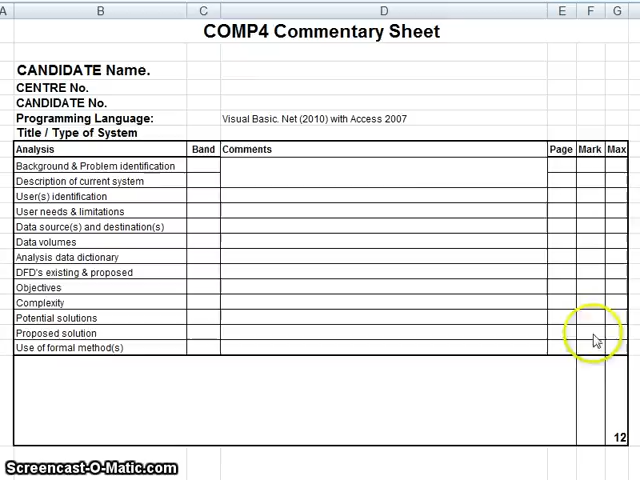 A B C D E F G
COMP4 Commentary Sheet
CANDIDATE Name.
CENTRE No.
CANDIDATE No.
Programming Language: Visual Basic. Net (2010) with Access 2007
Title / Type of System
Analysis Band Comments Page Mark Max
Background & Problem identification
Description of current system
User(s) identification
User needs & limitations
Data source(s) and destination(s)
Data volumes
Analysis data dictionary
DFD's existing & proposed
Objectives
Complexity
Potential solutions
Proposed solution
Use of formal method(s)
12
Screencast-O-Matic.com